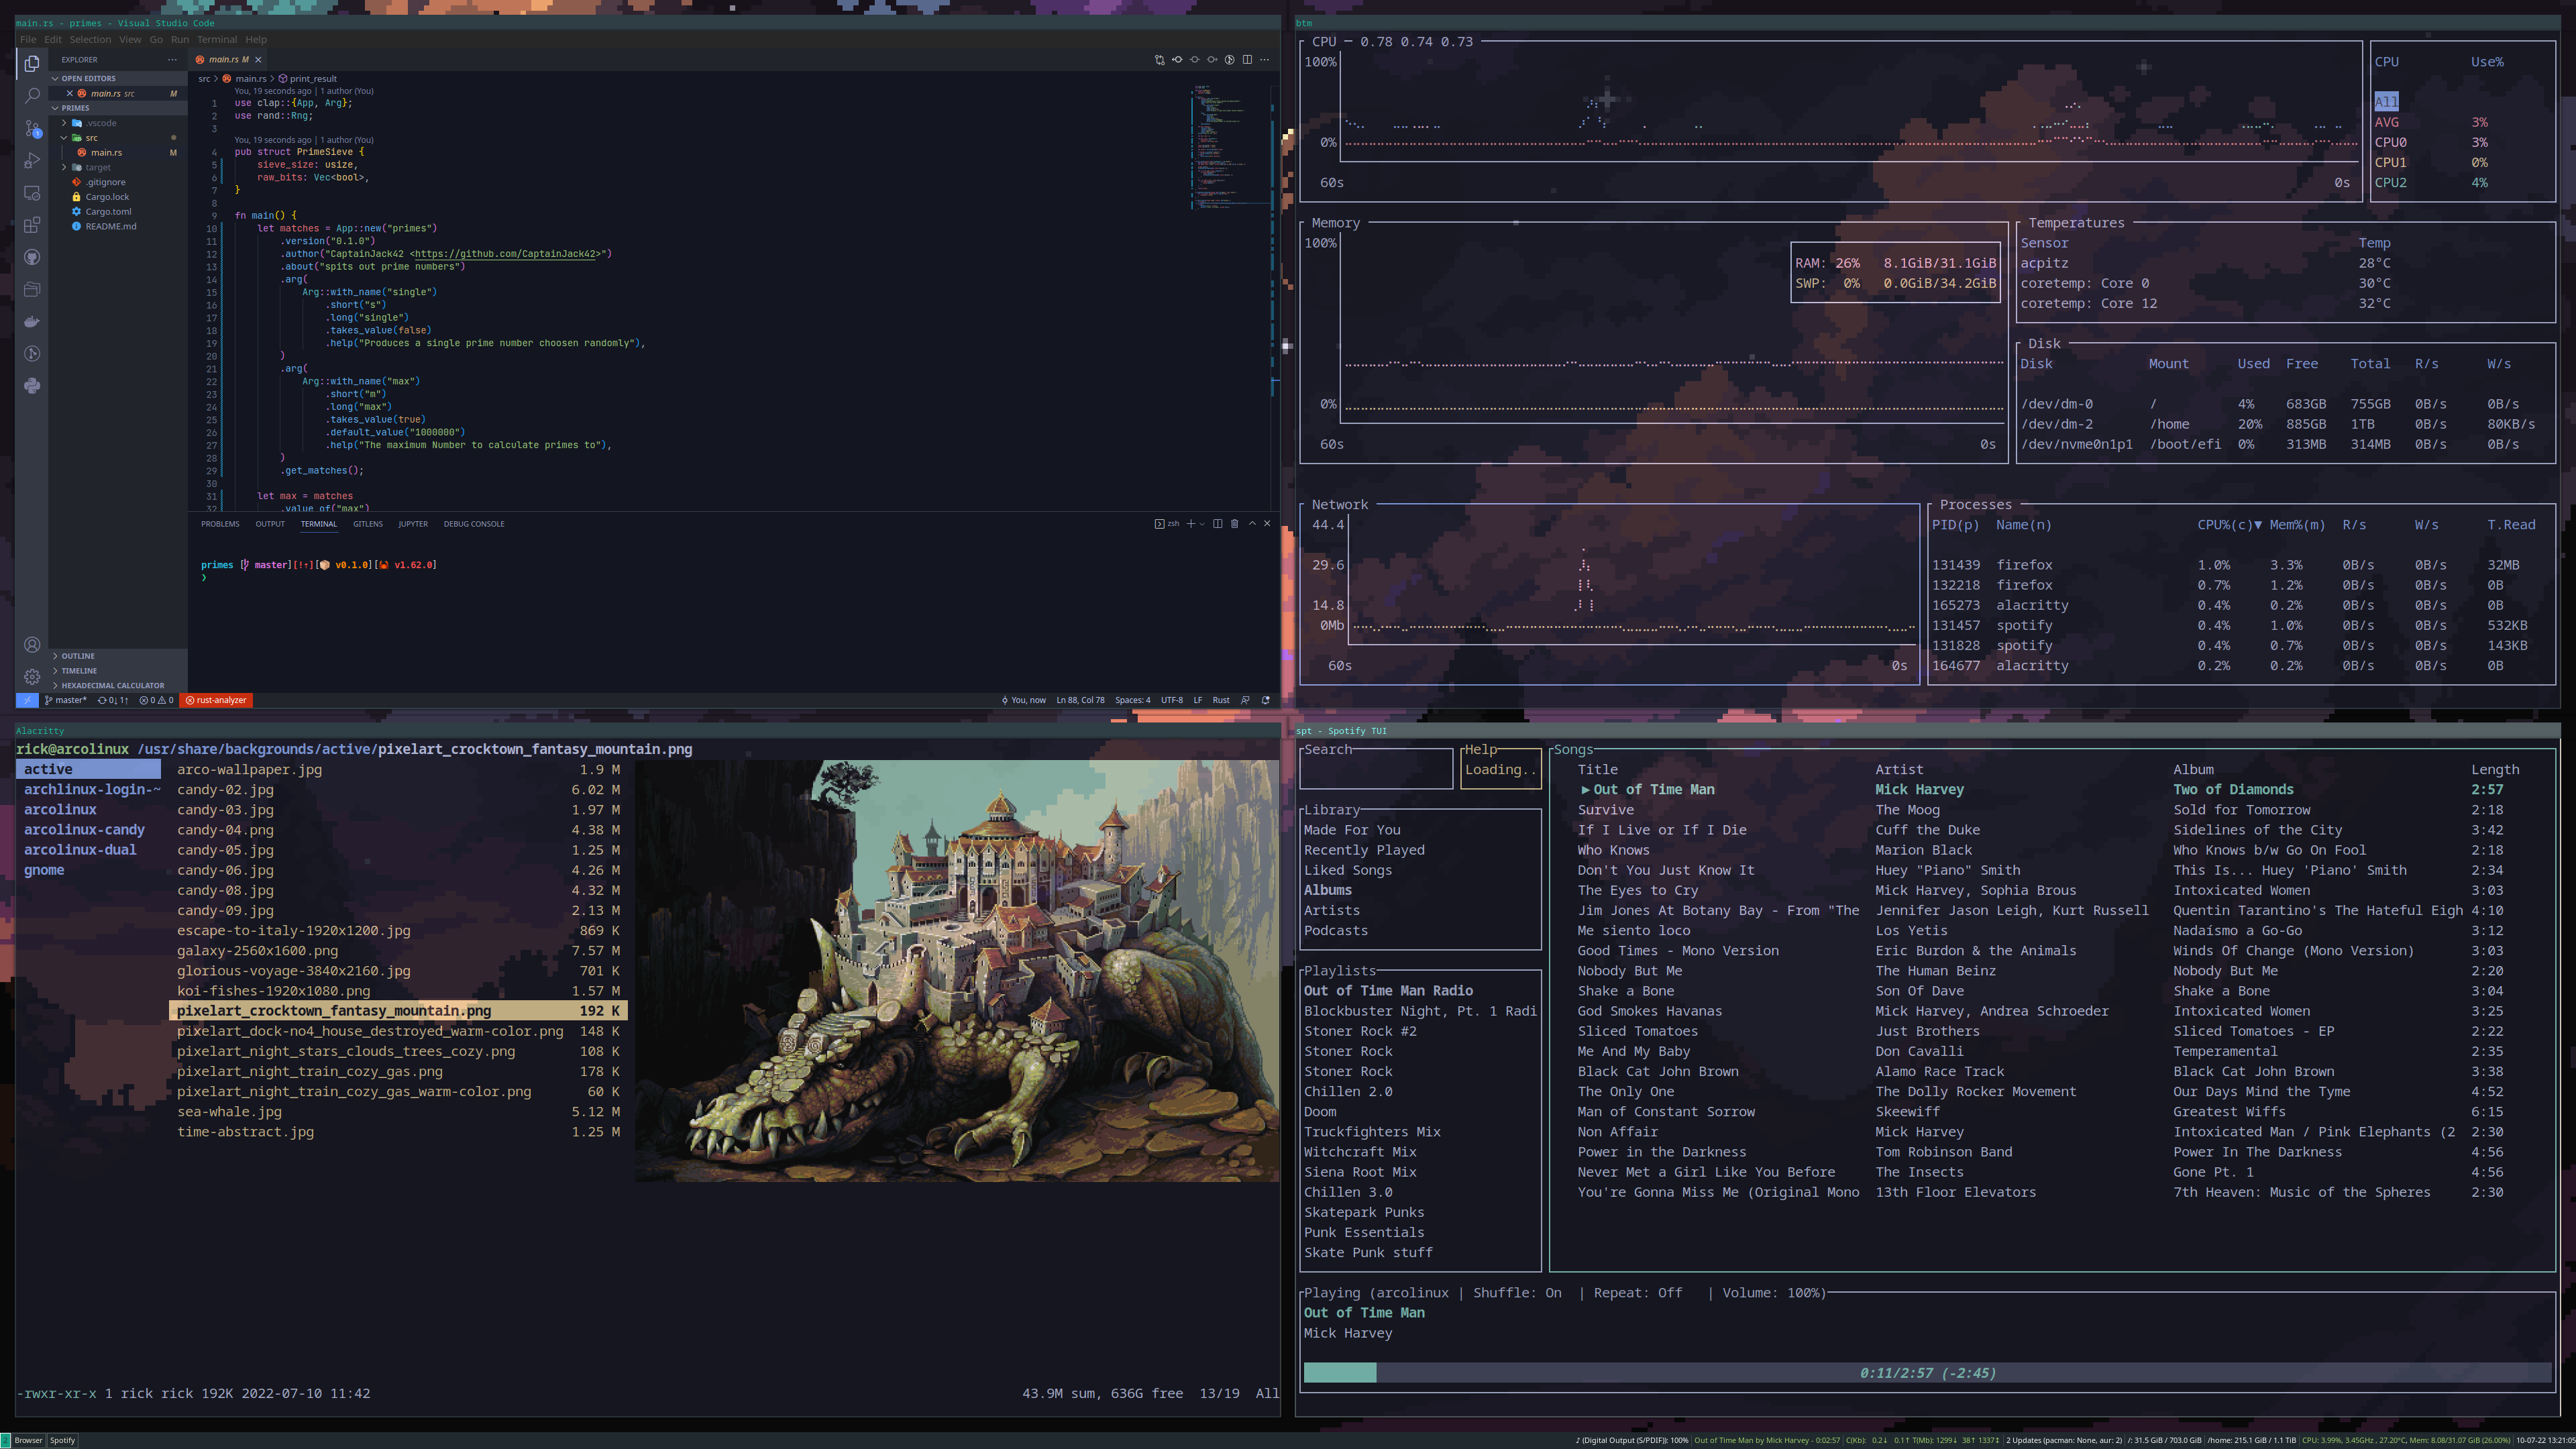 main.rs - primes - Visual Studio Code
File Edit Selection View Go Run Terminal Help
EXPLORER
OPEN EDITORS
main.rs src M
PRIMES
.vscode
src
main.rs M
target
.gitignore
Cargo.lock
Cargo.toml
README.md
OUTLINE
TIMELINE
HEXADECIMAL CALCULATOR
main.rs M
src > main.rs > print_result
You, 19 seconds ago | 1 author (You)
1 use clap::{App, Arg};
2 use rand::Rng;
3
You, 19 seconds ago | 1 author (You)
4 pub struct PrimeSieve {
5 sieve_size: usize,
6 raw_bits: Vec<bool>,
7 }
8
9 fn main() {
10 let matches = App::new("primes")
11 .version("0.1.0")
12 .author("CaptainJack42 <https://github.com/CaptainJack42>")
13 .about("spits out prime numbers")
14 .arg(
15 Arg::with_name("single")
16 .short("s")
17 .long("single")
18 .takes_value(false)
19 .help("Produces a single prime number choosen randomly"),
20 )
21 .arg(
22 Arg::with_name("max")
23 .short("m")
24 .long("max")
25 .takes_value(true)
26 .default_value("1000000")
27 .help("The maximum Number to calculate primes to"),
28 )
29 .get_matches();
30
31 let max = matches
32 .value_of("max")
PROBLEMS OUTPUT TERMINAL GITLENS JUPYTER DEBUG CONSOLE
zsh
primes [ master][!⇡][ v0.1.0][ v1.62.0]
❯
master* 0↓ 1↑ 0 0 rust-analyzer
You, now Ln 88, Col 78 Spaces: 4 UTF-8 LF Rust
btm
CPU — 0.78 0.74 0.73
100%
0%
60s 0s
CPU Use%
All
AVG 3%
CPU0 3%
CPU1 0%
CPU2 4%
Memory
100%
RAM: 26% 8.1GiB/31.1GiB
SWP: 0% 0.0GiB/34.2GiB
0%
60s 0s
Temperatures
Sensor Temp
acpitz 28°C
coretemp: Core 0 30°C
coretemp: Core 12 32°C
Disk
Disk Mount Used Free Total R/s W/s
/dev/dm-0 / 4% 683GB 755GB 0B/s 0B/s
/dev/dm-2 /home 20% 885GB 1TB 0B/s 80KB/s
/dev/nvme0n1p1 /boot/efi 0% 313MB 314MB 0B/s 0B/s
Network
44.4
29.6
14.8
0Mb
60s 0s
Processes
PID(p) Name(n) CPU%(c)▼ Mem%(m) R/s W/s T.Read
131439 firefox 1.0% 3.3% 0B/s 0B/s 32MB
132218 firefox 0.7% 1.2% 0B/s 0B/s 0B
165273 alacritty 0.4% 0.2% 0B/s 0B/s 0B
131457 spotify 0.4% 1.0% 0B/s 0B/s 532KB
131828 spotify 0.4% 0.7% 0B/s 0B/s 143KB
164677 alacritty 0.2% 0.2% 0B/s 0B/s 0B
Alacritty
rick@arcolinux /usr/share/backgrounds/active/pixelart_crocktown_fantasy_mountain.png
active
archlinux-login-~
arcolinux
arcolinux-candy
arcolinux-dual
gnome
arco-wallpaper.jpg 1.9 M
candy-02.jpg 6.02 M
candy-03.jpg 1.97 M
candy-04.png 4.38 M
candy-05.jpg 1.25 M
candy-06.jpg 4.26 M
candy-08.jpg 4.32 M
candy-09.jpg 2.13 M
escape-to-italy-1920x1200.jpg 869 K
galaxy-2560x1600.png 7.57 M
glorious-voyage-3840x2160.jpg 701 K
koi-fishes-1920x1080.png 1.57 M
pixelart_crocktown_fantasy_mountain.png 192 K
pixelart_dock-no4_house_destroyed_warm-color.png 148 K
pixelart_night_stars_clouds_trees_cozy.png 108 K
pixelart_night_train_cozy_gas.png 178 K
pixelart_night_train_cozy_gas_warm-color.png 60 K
sea-whale.jpg 5.12 M
time-abstract.jpg 1.25 M
-rwxr-xr-x 1 rick rick 192K 2022-07-10 11:42 43.9M sum, 636G free 13/19 All
spt - Spotify TUI
Search
Help
Loading..
Library
Made For You
Recently Played
Liked Songs
Albums
Artists
Podcasts
Playlists
Out of Time Man Radio
Blockbuster Night, Pt. 1 Radi
Stoner Rock #2
Stoner Rock
Stoner Rock
Chillen 2.0
Doom
Truckfighters Mix
Witchcraft Mix
Siena Root Mix
Chillen 3.0
Skatepark Punks
Punk Essentials
Skate Punk stuff
Songs
Title Artist Album Length
▶ Out of Time Man Mick Harvey Two of Diamonds 2:57
Survive The Moog Sold for Tomorrow 2:18
If I Live or If I Die Cuff the Duke Sidelines of the City 3:42
Who Knows Marion Black Who Knows b/w Go On Fool 2:18
Don't You Just Know It Huey "Piano" Smith This Is... Huey 'Piano' Smith 2:34
The Eyes to Cry Mick Harvey, Sophia Brous Intoxicated Women 3:03
Jim Jones At Botany Bay - From "The Jennifer Jason Leigh, Kurt Russell Quentin Tarantino's The Hateful Eigh 4:10
Me siento loco Los Yetis Nadaísmo a Go-Go 3:12
Good Times - Mono Version Eric Burdon & the Animals Winds Of Change (Mono Version) 3:03
Nobody But Me The Human Beinz Nobody But Me 2:20
Shake a Bone Son Of Dave Shake a Bone 3:04
God Smokes Havanas Mick Harvey, Andrea Schroeder Intoxicated Women 3:25
Sliced Tomatoes Just Brothers Sliced Tomatoes - EP 2:22
Me And My Baby Don Cavalli Temperamental 2:35
Black Cat John Brown Alamo Race Track Black Cat John Brown 3:38
The Only One The Dolly Rocker Movement Our Days Mind the Tyme 4:52
Man of Constant Sorrow Skeewiff Greatest Wiffs 6:15
Non Affair Mick Harvey Intoxicated Man / Pink Elephants (2 2:30
Power in the Darkness Tom Robinson Band Power In The Darkness 4:56
Never Met a Girl Like You Before The Insects Gone Pt. 1 4:56
You're Gonna Miss Me (Original Mono 13th Floor Elevators 7th Heaven: Music of the Spheres 2:30
Playing (arcolinux | Shuffle: On | Repeat: Off | Volume: 100%)
Out of Time Man
Mick Harvey
0:11/2:57 (-2:45)
Browser Spotify
♪ (Digital Output (S/PDIF)): 100% | Out of Time Man by Mick Harvey - 0:02:57 | C(Kb): 0.2↓ 0.1↑ T(Mb): 1299↓ 38↑ 1337↕ | 2 Updates (pacman: None, aur: 2) | /: 31.5 GiB / 703.0 GiB | /home: 215.1 GiB / 1.1 TiB | CPU: 3.99%, 3.45GHz , 27.20°C, Mem: 8.08/31.07 GiB (26.00%) | 10-07-22 13:21:22